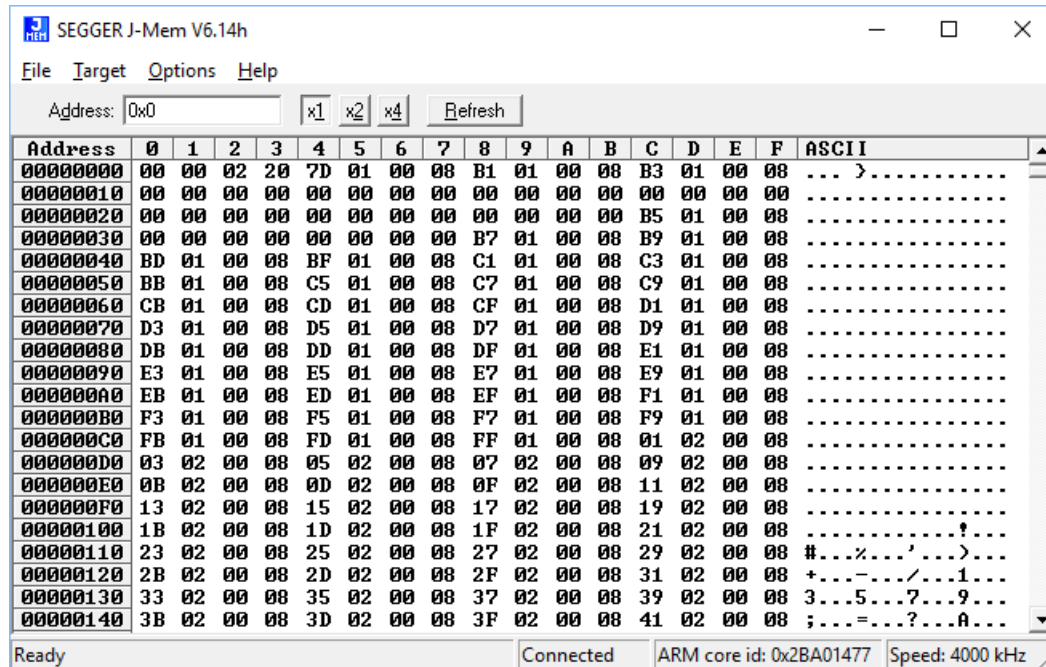 SEGGER J-Mem V6.14h
File Target Options Help
Address: 0x0 x1 x2 x4 Refresh
Address 0 1 2 3 4 5 6 7 8 9 A B C D E F ASCII
00000000 00 00 02 20 7D 01 00 08 B1 01 00 08 B3 01 00 08 ... }...........
00000010 00 00 00 00 00 00 00 00 00 00 00 00 00 00 00 00 ................
00000020 00 00 00 00 00 00 00 00 00 00 00 00 B5 01 00 08 ................
00000030 00 00 00 00 00 00 00 00 B7 01 00 08 B9 01 00 08 ................
00000040 BD 01 00 08 BF 01 00 08 C1 01 00 08 C3 01 00 08 ................
00000050 BB 01 00 08 C5 01 00 08 C7 01 00 08 C9 01 00 08 ................
00000060 CB 01 00 08 CD 01 00 08 CF 01 00 08 D1 01 00 08 ................
00000070 D3 01 00 08 D5 01 00 08 D7 01 00 08 D9 01 00 08 ................
00000080 DB 01 00 08 DD 01 00 08 DF 01 00 08 E1 01 00 08 ................
00000090 E3 01 00 08 E5 01 00 08 E7 01 00 08 E9 01 00 08 ................
000000A0 EB 01 00 08 ED 01 00 08 EF 01 00 08 F1 01 00 08 ................
000000B0 F3 01 00 08 F5 01 00 08 F7 01 00 08 F9 01 00 08 ................
000000C0 FB 01 00 08 FD 01 00 08 FF 01 00 08 01 02 00 08 ................
000000D0 03 02 00 08 05 02 00 08 07 02 00 08 09 02 00 08 ................
000000E0 0B 02 00 08 0D 02 00 08 0F 02 00 08 11 02 00 08 ................
000000F0 13 02 00 08 15 02 00 08 17 02 00 08 19 02 00 08 ................
00000100 1B 02 00 08 1D 02 00 08 1F 02 00 08 21 02 00 08 ............!...
00000110 23 02 00 08 25 02 00 08 27 02 00 08 29 02 00 08 #...%...'...)...
00000120 2B 02 00 08 2D 02 00 08 2F 02 00 08 31 02 00 08 +...-.../...1...
00000130 33 02 00 08 35 02 00 08 37 02 00 08 39 02 00 08 3...5...7...9...
00000140 3B 02 00 08 3D 02 00 08 3F 02 00 08 41 02 00 08 ;...=...?...A...
Ready Connected ARM core id: 0x2BA01477 Speed: 4000 kHz